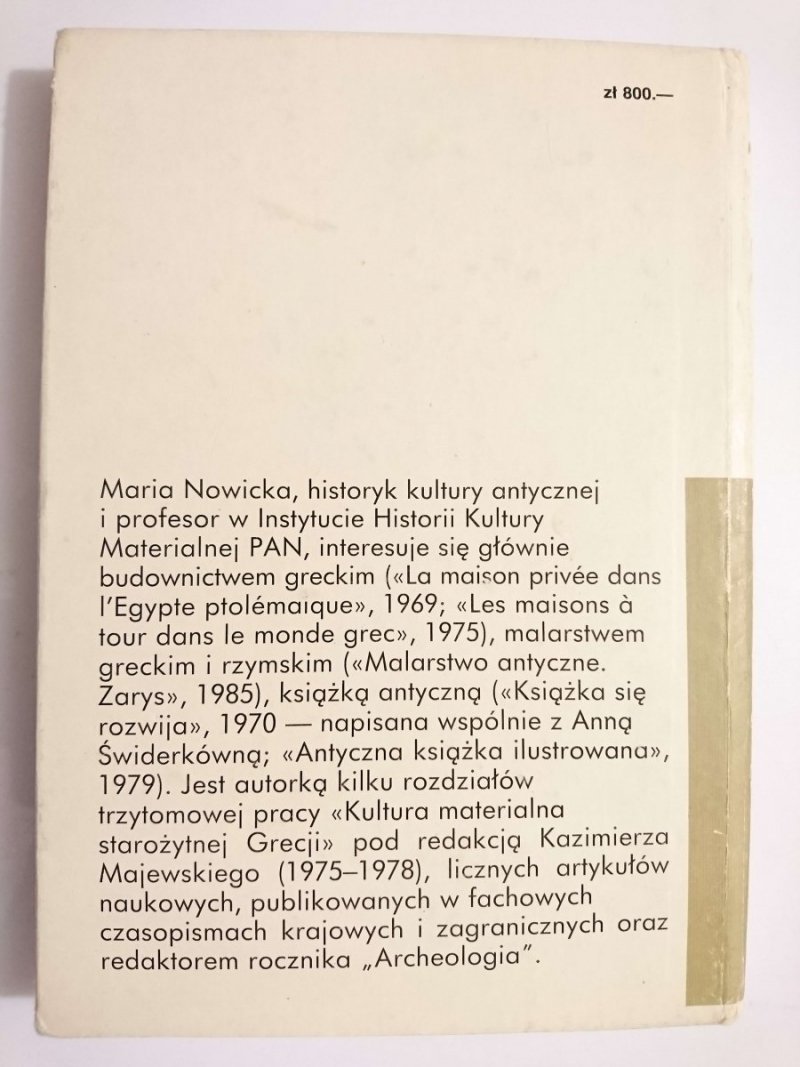 zł 800.—
Maria Nowicka, historyk kultury antycznej
i profesor w Instytucie Historii Kultury
Materialnej PAN, interesuje się głównie
budownictwem greckim («La maison privée dans
l'Egypte ptolémaique», 1969; «Les maisons à
tour dans le monde grec», 1975), malarstwem
greckim i rzymskim («Malarstwo antyczne.
Zarys», 1985), książką antyczną («Książka się
rozwija», 1970 — napisana wspólnie z Anną
Świderkówną; «Antyczna książka ilustrowana»,
1979). Jest autorką kilku rozdziałów
trzytomowej pracy «Kultura materialna
starożytnej Grecji» pod redakcją Kazimierza
Majewskiego (1975–1978), licznych artykułów
naukowych, publikowanych w fachowych
czasopismach krajowych i zagranicznych oraz
redaktorem rocznika „Archeologia".